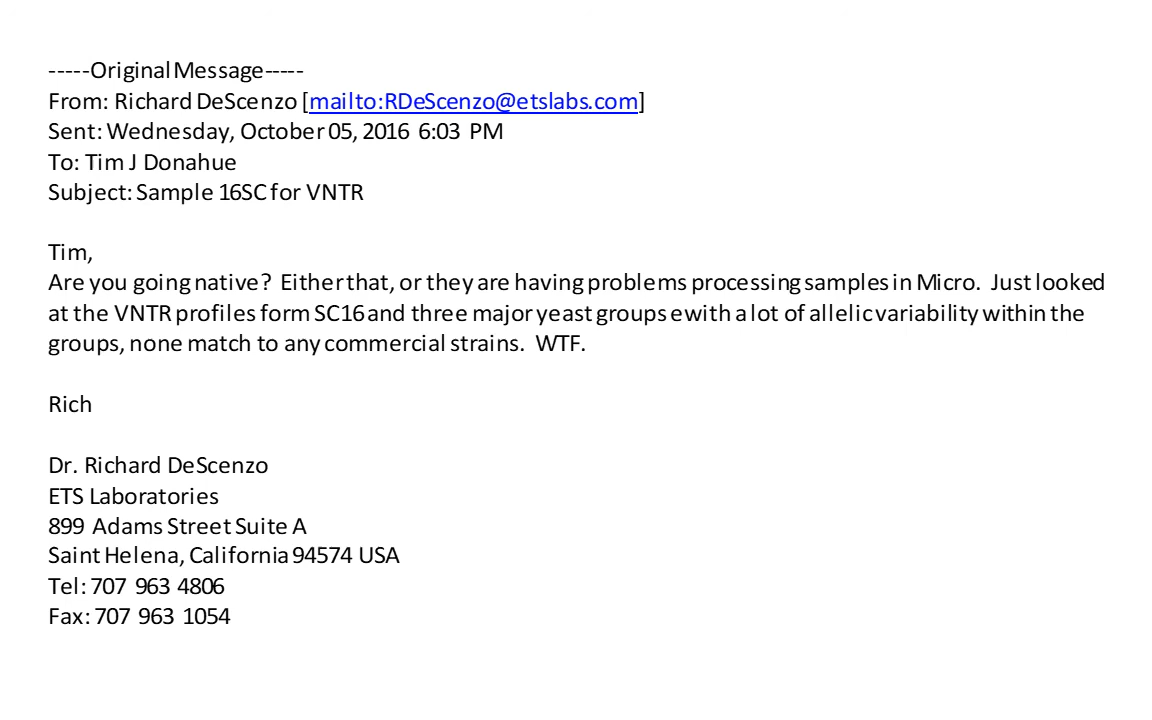 -----Original Message-----
From: Richard DeScenzo [mailto:RDeScenzo@etslabs.com]
Sent: Wednesday, October 05, 2016 6:03 PM
To: Tim J Donahue
Subject: Sample 16SC for VNTR
Tim,
Are you going native? Either that, or they are having problems processing samples in Micro. Just looked
at the VNTR profiles form SC16 and three major yeast groups ewith a lot of allelic variability within the
groups, none match to any commercial strains. WTF.
Rich
Dr. Richard DeScenzo
ETS Laboratories
899 Adams Street Suite A
Saint Helena, California 94574 USA
Tel: 707 963 4806
Fax: 707 963 1054